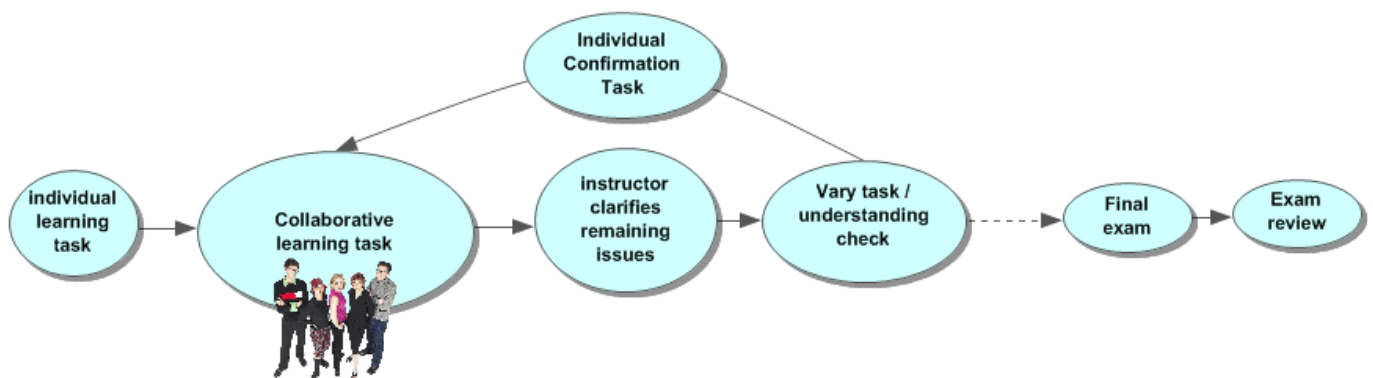 Individual
Confirmation
Task
individual
learning
task
Collaborative
learning task
instructor
clarifies
remaining
issues
Vary task /
understanding
check
Final
exam
Exam
review